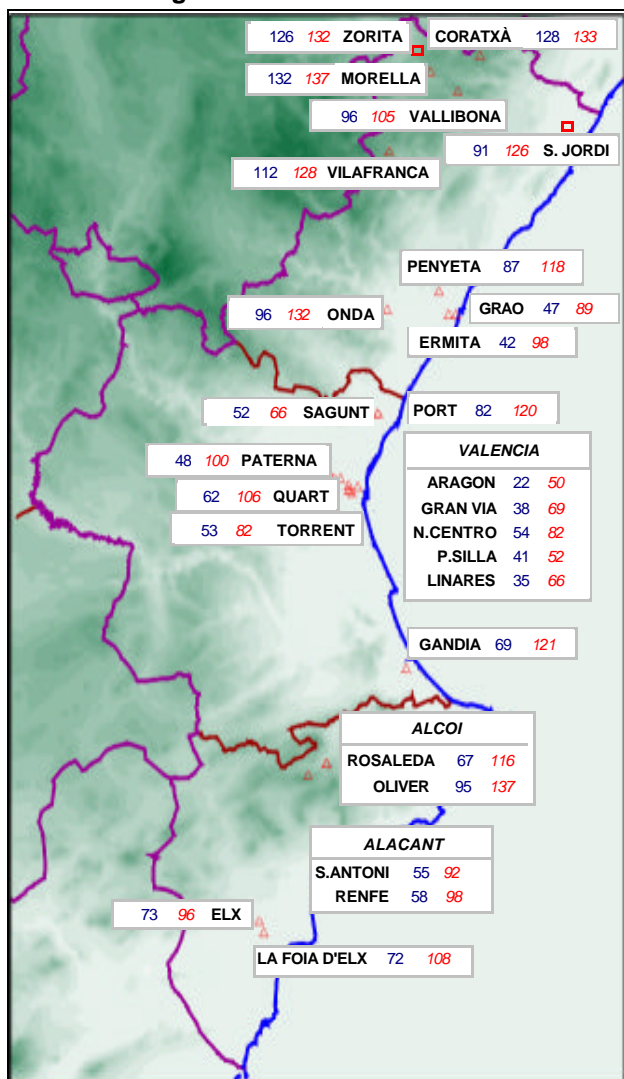 126 132 ZORITA
CORATXÀ 128 133
132 137 MORELLA
96 105 VALLIBONA
91 126 S. JORDI
112 128 VILAFRANCA
PENYETA 87 118
96 132 ONDA
GRAO 47 89
ERMITA 42 98
52 66 SAGUNT
PORT 82 120
48 100 PATERNA
62 106 QUART
53 82 TORRENT
VALENCIA
ARAGON 22 50
GRAN VIA 38 69
N.CENTRO 54 82
P.SILLA 41 52
LINARES 35 66
GANDIA 69 121
ALCOI
ROSALEDA 67 116
OLIVER 95 137
ALACANT
S.ANTONI 55 92
RENFE 58 98
73 96 ELX
LA FOIA D'ELX 72 108